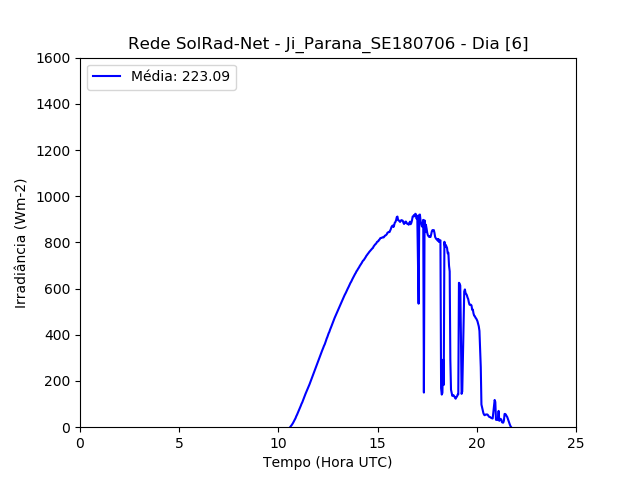 Rede SolRad-Net - Ji_Parana_SE180706 - Dia [6]
Média: 223.09
1600
1400
1200
1000
800
600
400
200
0
Irradiância (Wm-2)
0 5 10 15 20 25
Tempo (Hora UTC)